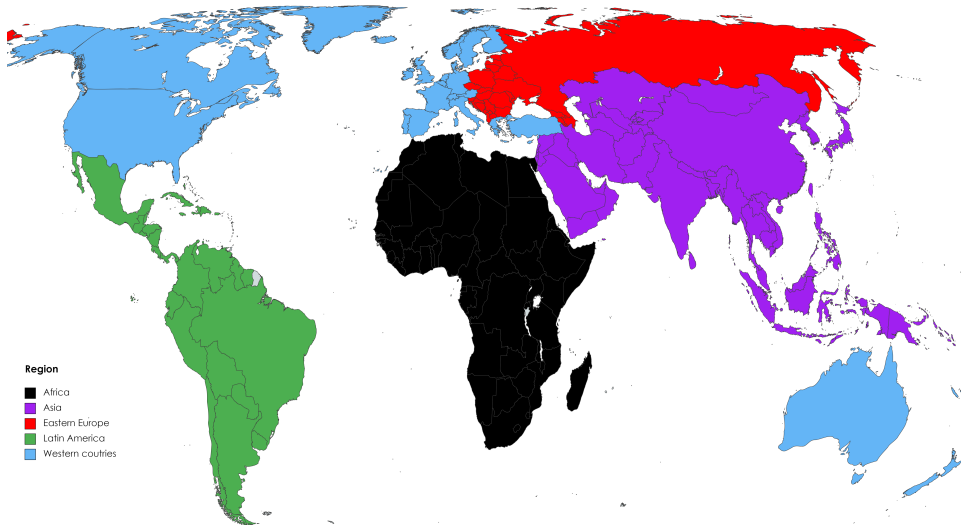 Region
Africa
Asia
Eastern Europe
Latin America
Western coutries